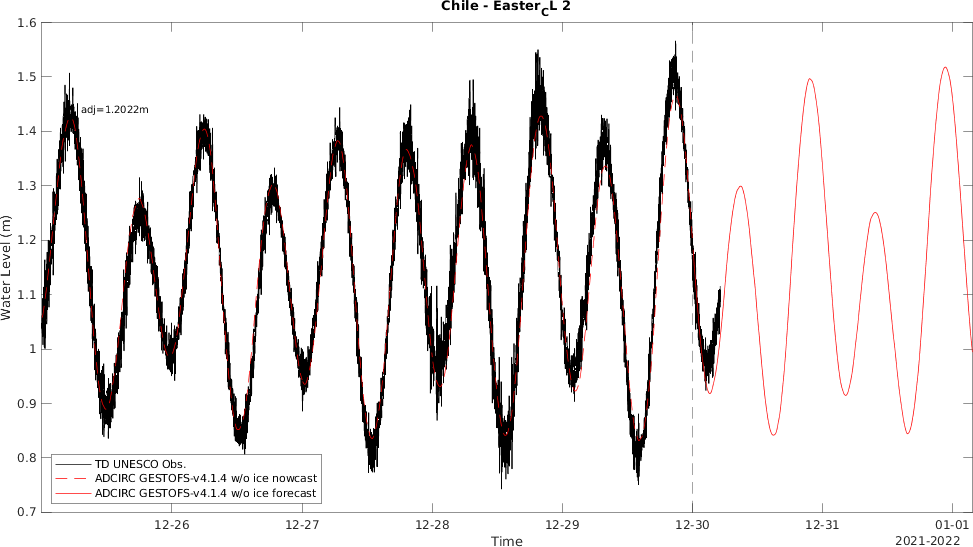 Chile - Easter_CL 2
1.6
1.5
1.4
1.3
1.2
1.1
1
0.9
0.8
0.7
Water Level (m)
adj=1.2022m
TD UNESCO Obs.
ADCIRC GESTOFS-v4.1.4 w/o ice nowcast
ADCIRC GESTOFS-v4.1.4 w/o ice forecast
12-26
12-27
12-28
12-29
12-30
12-31
01-01
Time
2021-2022